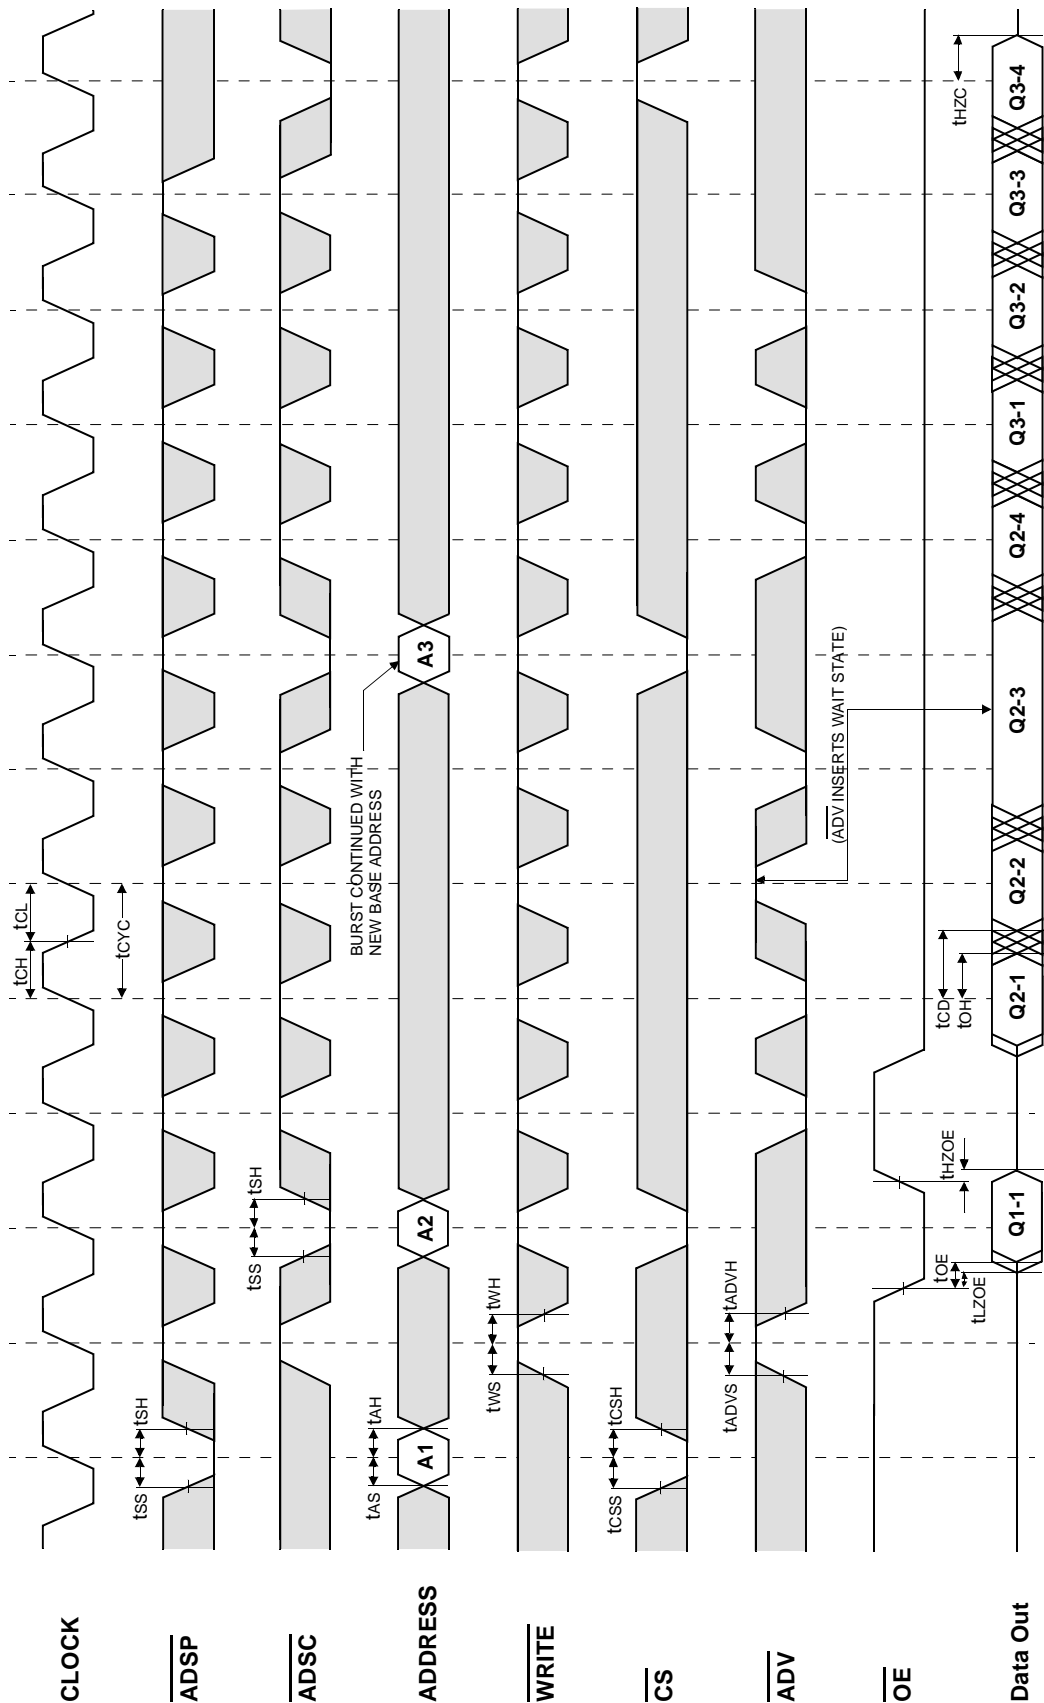 CLOCK
tCH
tCL
tCYC
ADSP
tSS
tSH
ADSC
tSS
tSH
ADDRESS
tAS
tAH
A1
A2
A3
BURST CONTINUED WITH
NEW BASE ADDRESS
WRITE
tWS
tWH
CS
tCSS
tCSH
ADV
tADVS
tADVH
(ADV INSERTS WAIT STATE)
OE
tLZOE
tOE
tHZOE
tCD
tOH
tHZC
Data Out
Q1-1
Q2-1
Q2-2
Q2-3
Q2-4
Q3-1
Q3-2
Q3-3
Q3-4